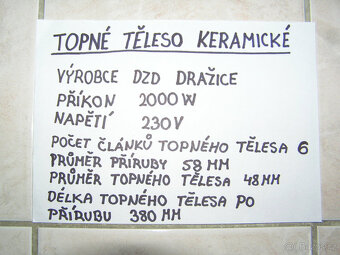 TOPNÉ TĚLESO KERAMICKÉ
VÝROBCE DZD DRAŽICE
PŘÍKON 2000 W
NAPĚTÍ 230 V
POČET ČLÁNKŮ TOPNÉHO TĚLESA 6
PRŮMĚR PŘÍRUBY 58 MM
PRŮMĚR TOPNÉHO TĚLESA 48 MM
DÉLKA TOPNÉHO TĚLESA PO
PŘÍRUBU 380 MM